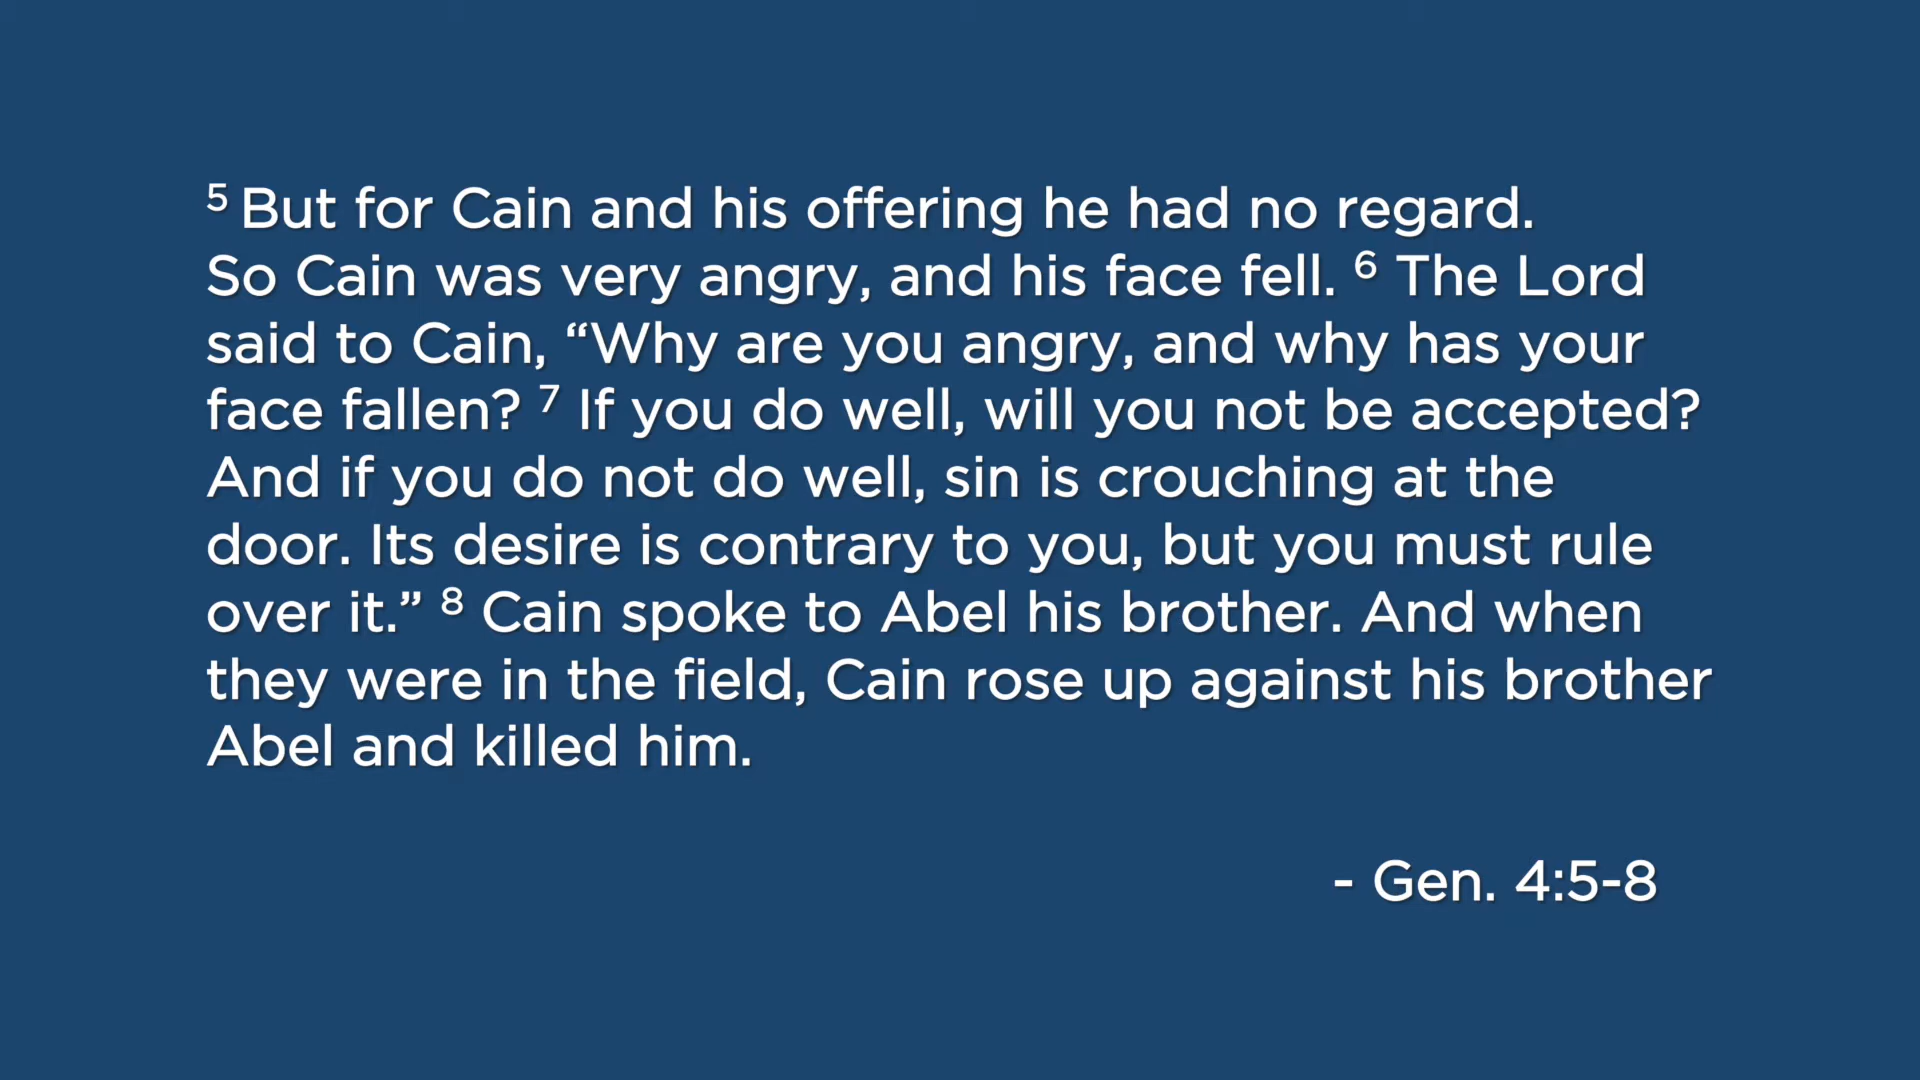 5 But for Cain and his offering he had no regard.
So Cain was very angry, and his face fell. 6 The Lord
said to Cain, “Why are you angry, and why has your
face fallen? 7 If you do well, will you not be accepted?
And if you do not do well, sin is crouching at the
door. Its desire is contrary to you, but you must rule
over it.” 8 Cain spoke to Abel his brother. And when
they were in the field, Cain rose up against his brother
Abel and killed him.
- Gen. 4:5-8